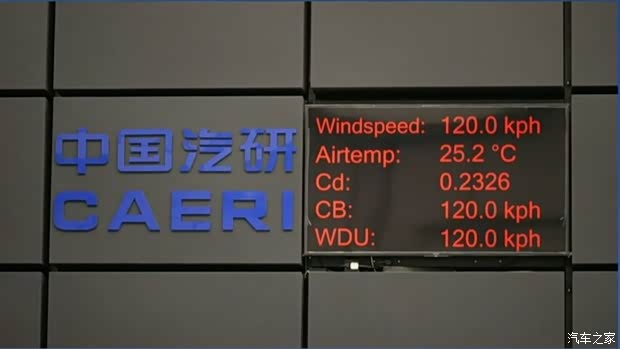 中国汽研
CAERI
Windspeed: 120.0 kph
Airtemp: 25.2 °C
Cd: 0.2326
CB: 120.0 kph
WDU: 120.0 kph
汽车之家